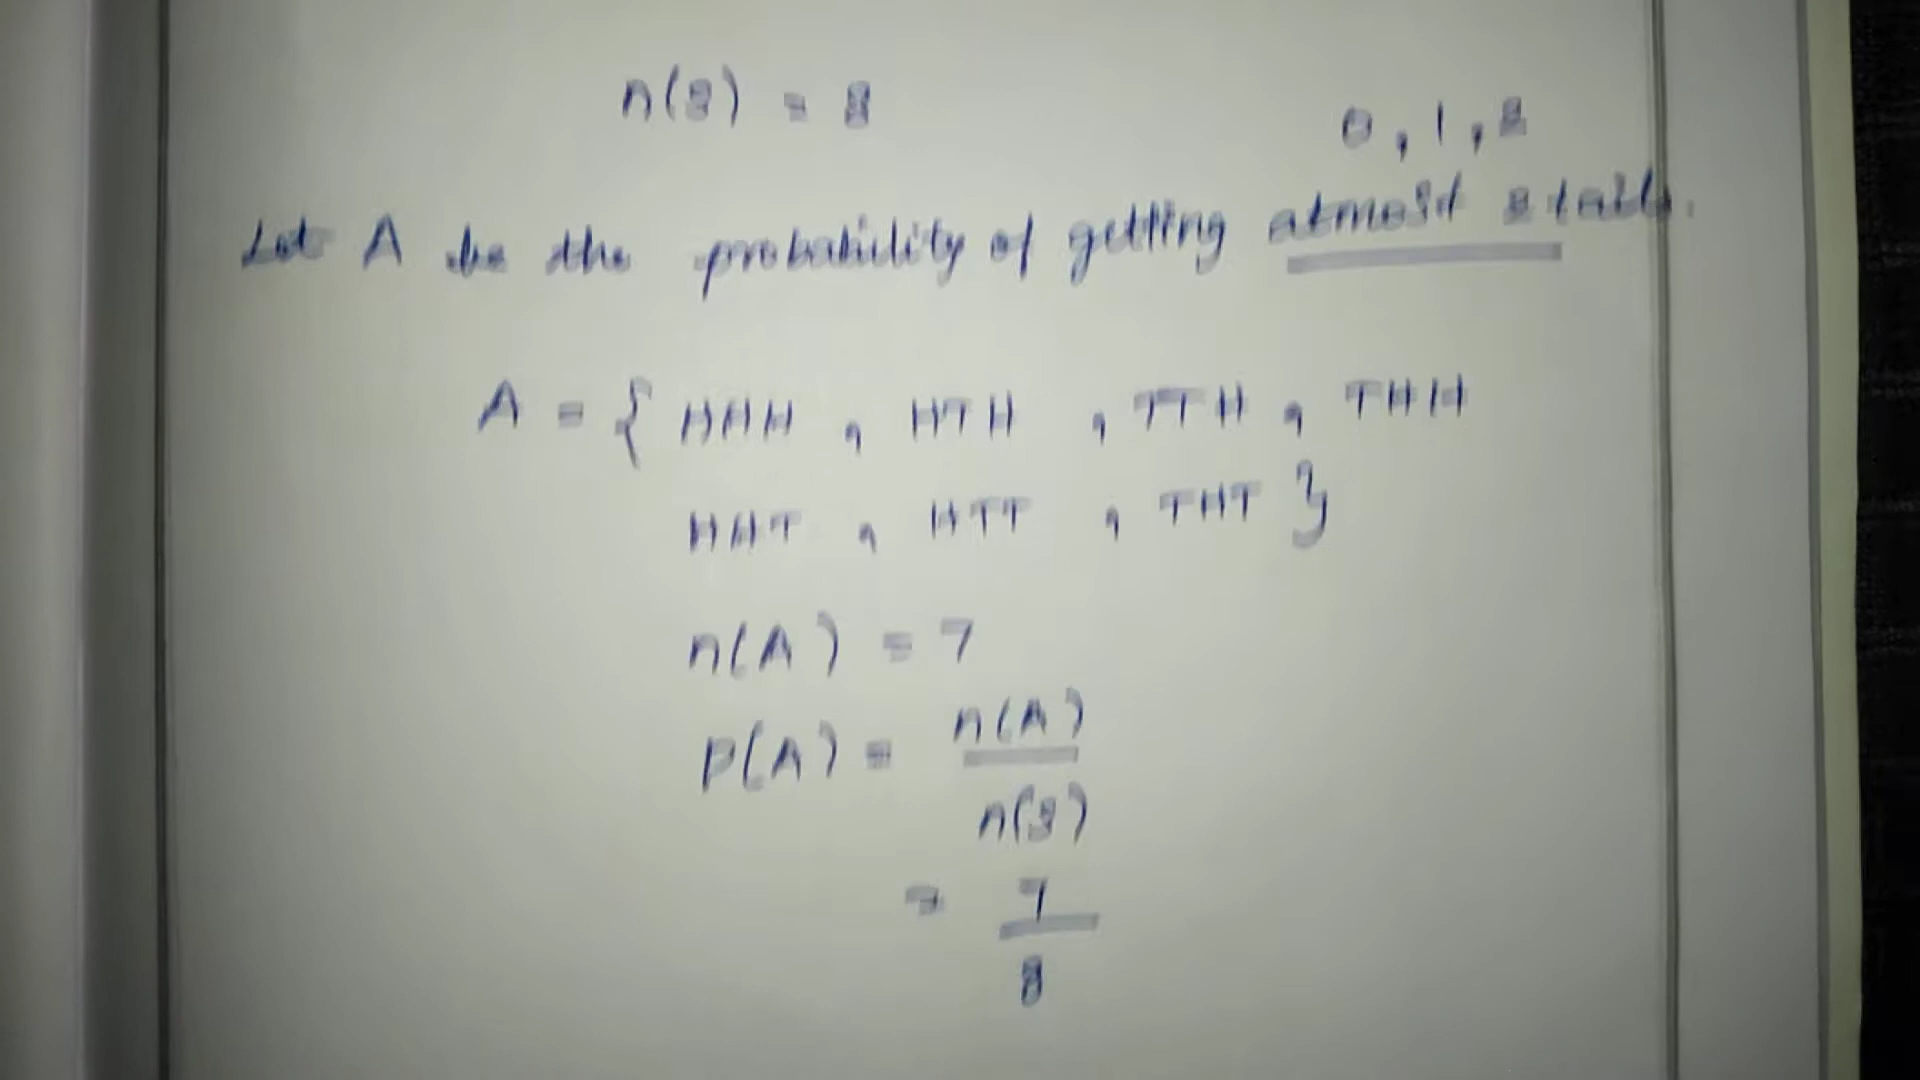 n(S) = 8
0, 1, 2
Let A be the probability of getting atmost 2 tails.
A = { HHH , HTH , TTH , THH
HHT , HTT , THT }
n(A) = 7
P(A) = n(A)
n(S)
= 7
8